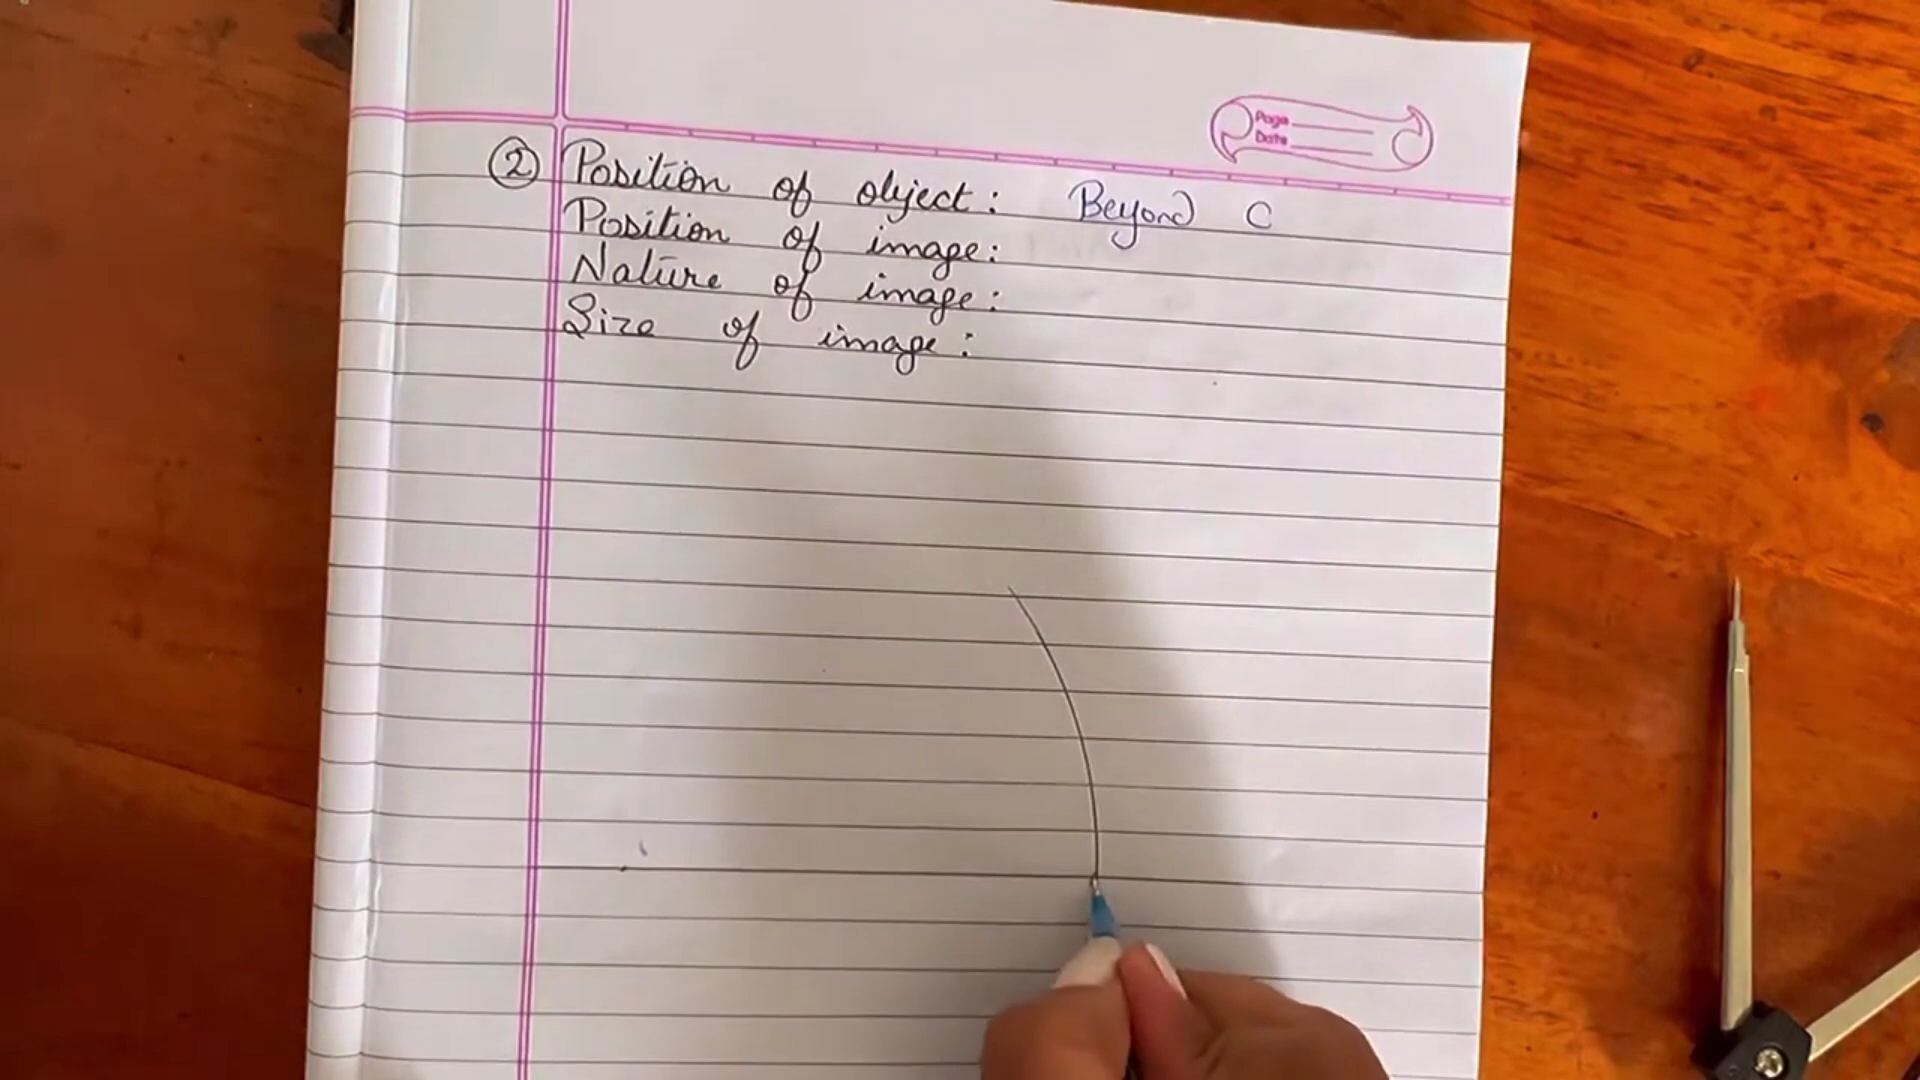 Page
Date
② Position of object: Beyond C
Position of image:
Nature of image:
Size of image: